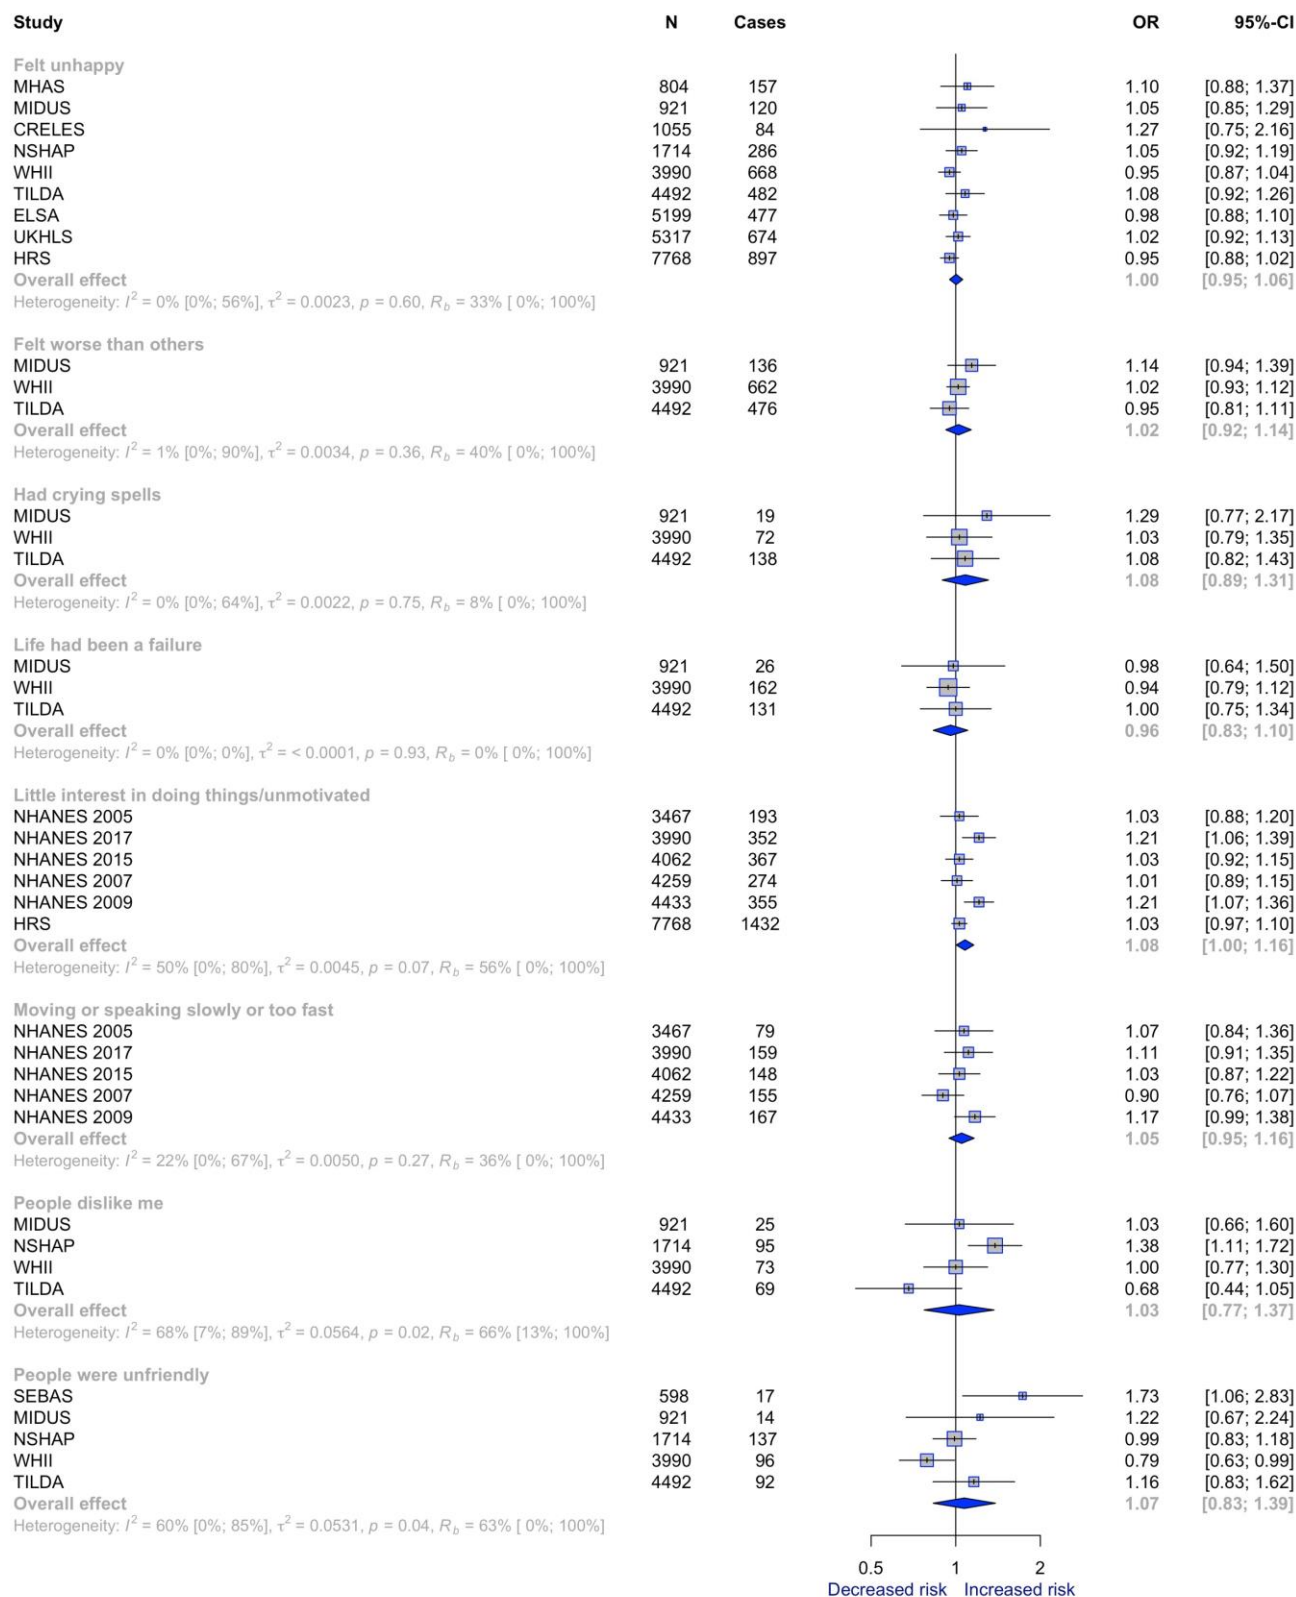 Study N Cases OR 95%-CI
Felt unhappy
MHAS 804 157 1.10 [0.88; 1.37]
MIDUS 921 120 1.05 [0.85; 1.29]
CRELES 1055 84 1.27 [0.75; 2.16]
NSHAP 1714 286 1.05 [0.92; 1.19]
WHII 3990 668 0.95 [0.87; 1.04]
TILDA 4492 482 1.08 [0.92; 1.26]
ELSA 5199 477 0.98 [0.88; 1.10]
UKHLS 5317 674 1.02 [0.92; 1.13]
HRS 7768 897 0.95 [0.88; 1.02]
Overall effect 1.00 [0.95; 1.06]
Heterogeneity: I² = 0% [0%; 56%], τ² = 0.0023, p = 0.60, R_b = 33% [ 0%; 100%]
Felt worse than others
MIDUS 921 136 1.14 [0.94; 1.39]
WHII 3990 662 1.02 [0.93; 1.12]
TILDA 4492 476 0.95 [0.81; 1.11]
Overall effect 1.02 [0.92; 1.14]
Heterogeneity: I² = 1% [0%; 90%], τ² = 0.0034, p = 0.36, R_b = 40% [ 0%; 100%]
Had crying spells
MIDUS 921 19 1.29 [0.77; 2.17]
WHII 3990 72 1.03 [0.79; 1.35]
TILDA 4492 138 1.08 [0.82; 1.43]
Overall effect 1.08 [0.89; 1.31]
Heterogeneity: I² = 0% [0%; 64%], τ² = 0.0022, p = 0.75, R_b = 8% [ 0%; 100%]
Life had been a failure
MIDUS 921 26 0.98 [0.64; 1.50]
WHII 3990 162 0.94 [0.79; 1.12]
TILDA 4492 131 1.00 [0.75; 1.34]
Overall effect 0.96 [0.83; 1.10]
Heterogeneity: I² = 0% [0%; 0%], τ² = < 0.0001, p = 0.93, R_b = 0% [ 0%; 100%]
Little interest in doing things/unmotivated
NHANES 2005 3467 193 1.03 [0.88; 1.20]
NHANES 2017 3990 352 1.21 [1.06; 1.39]
NHANES 2015 4062 367 1.03 [0.92; 1.15]
NHANES 2007 4259 274 1.01 [0.89; 1.15]
NHANES 2009 4433 355 1.21 [1.07; 1.36]
HRS 7768 1432 1.03 [0.97; 1.10]
Overall effect 1.08 [1.00; 1.16]
Heterogeneity: I² = 50% [0%; 80%], τ² = 0.0045, p = 0.07, R_b = 56% [ 0%; 100%]
Moving or speaking slowly or too fast
NHANES 2005 3467 79 1.07 [0.84; 1.36]
NHANES 2017 3990 159 1.11 [0.91; 1.35]
NHANES 2015 4062 148 1.03 [0.87; 1.22]
NHANES 2007 4259 155 0.90 [0.76; 1.07]
NHANES 2009 4433 167 1.17 [0.99; 1.38]
Overall effect 1.05 [0.95; 1.16]
Heterogeneity: I² = 22% [0%; 67%], τ² = 0.0050, p = 0.27, R_b = 36% [ 0%; 100%]
People dislike me
MIDUS 921 25 1.03 [0.66; 1.60]
NSHAP 1714 95 1.38 [1.11; 1.72]
WHII 3990 73 1.00 [0.77; 1.30]
TILDA 4492 69 0.68 [0.44; 1.05]
Overall effect 1.03 [0.77; 1.37]
Heterogeneity: I² = 68% [7%; 89%], τ² = 0.0564, p = 0.02, R_b = 66% [13%; 100%]
People were unfriendly
SEBAS 598 17 1.73 [1.06; 2.83]
MIDUS 921 14 1.22 [0.67; 2.24]
NSHAP 1714 137 0.99 [0.83; 1.18]
WHII 3990 96 0.79 [0.63; 0.99]
TILDA 4492 92 1.16 [0.83; 1.62]
Overall effect 1.07 [0.83; 1.39]
Heterogeneity: I² = 60% [0%; 85%], τ² = 0.0531, p = 0.04, R_b = 63% [ 0%; 100%]
0.5 1 2
Decreased risk Increased risk